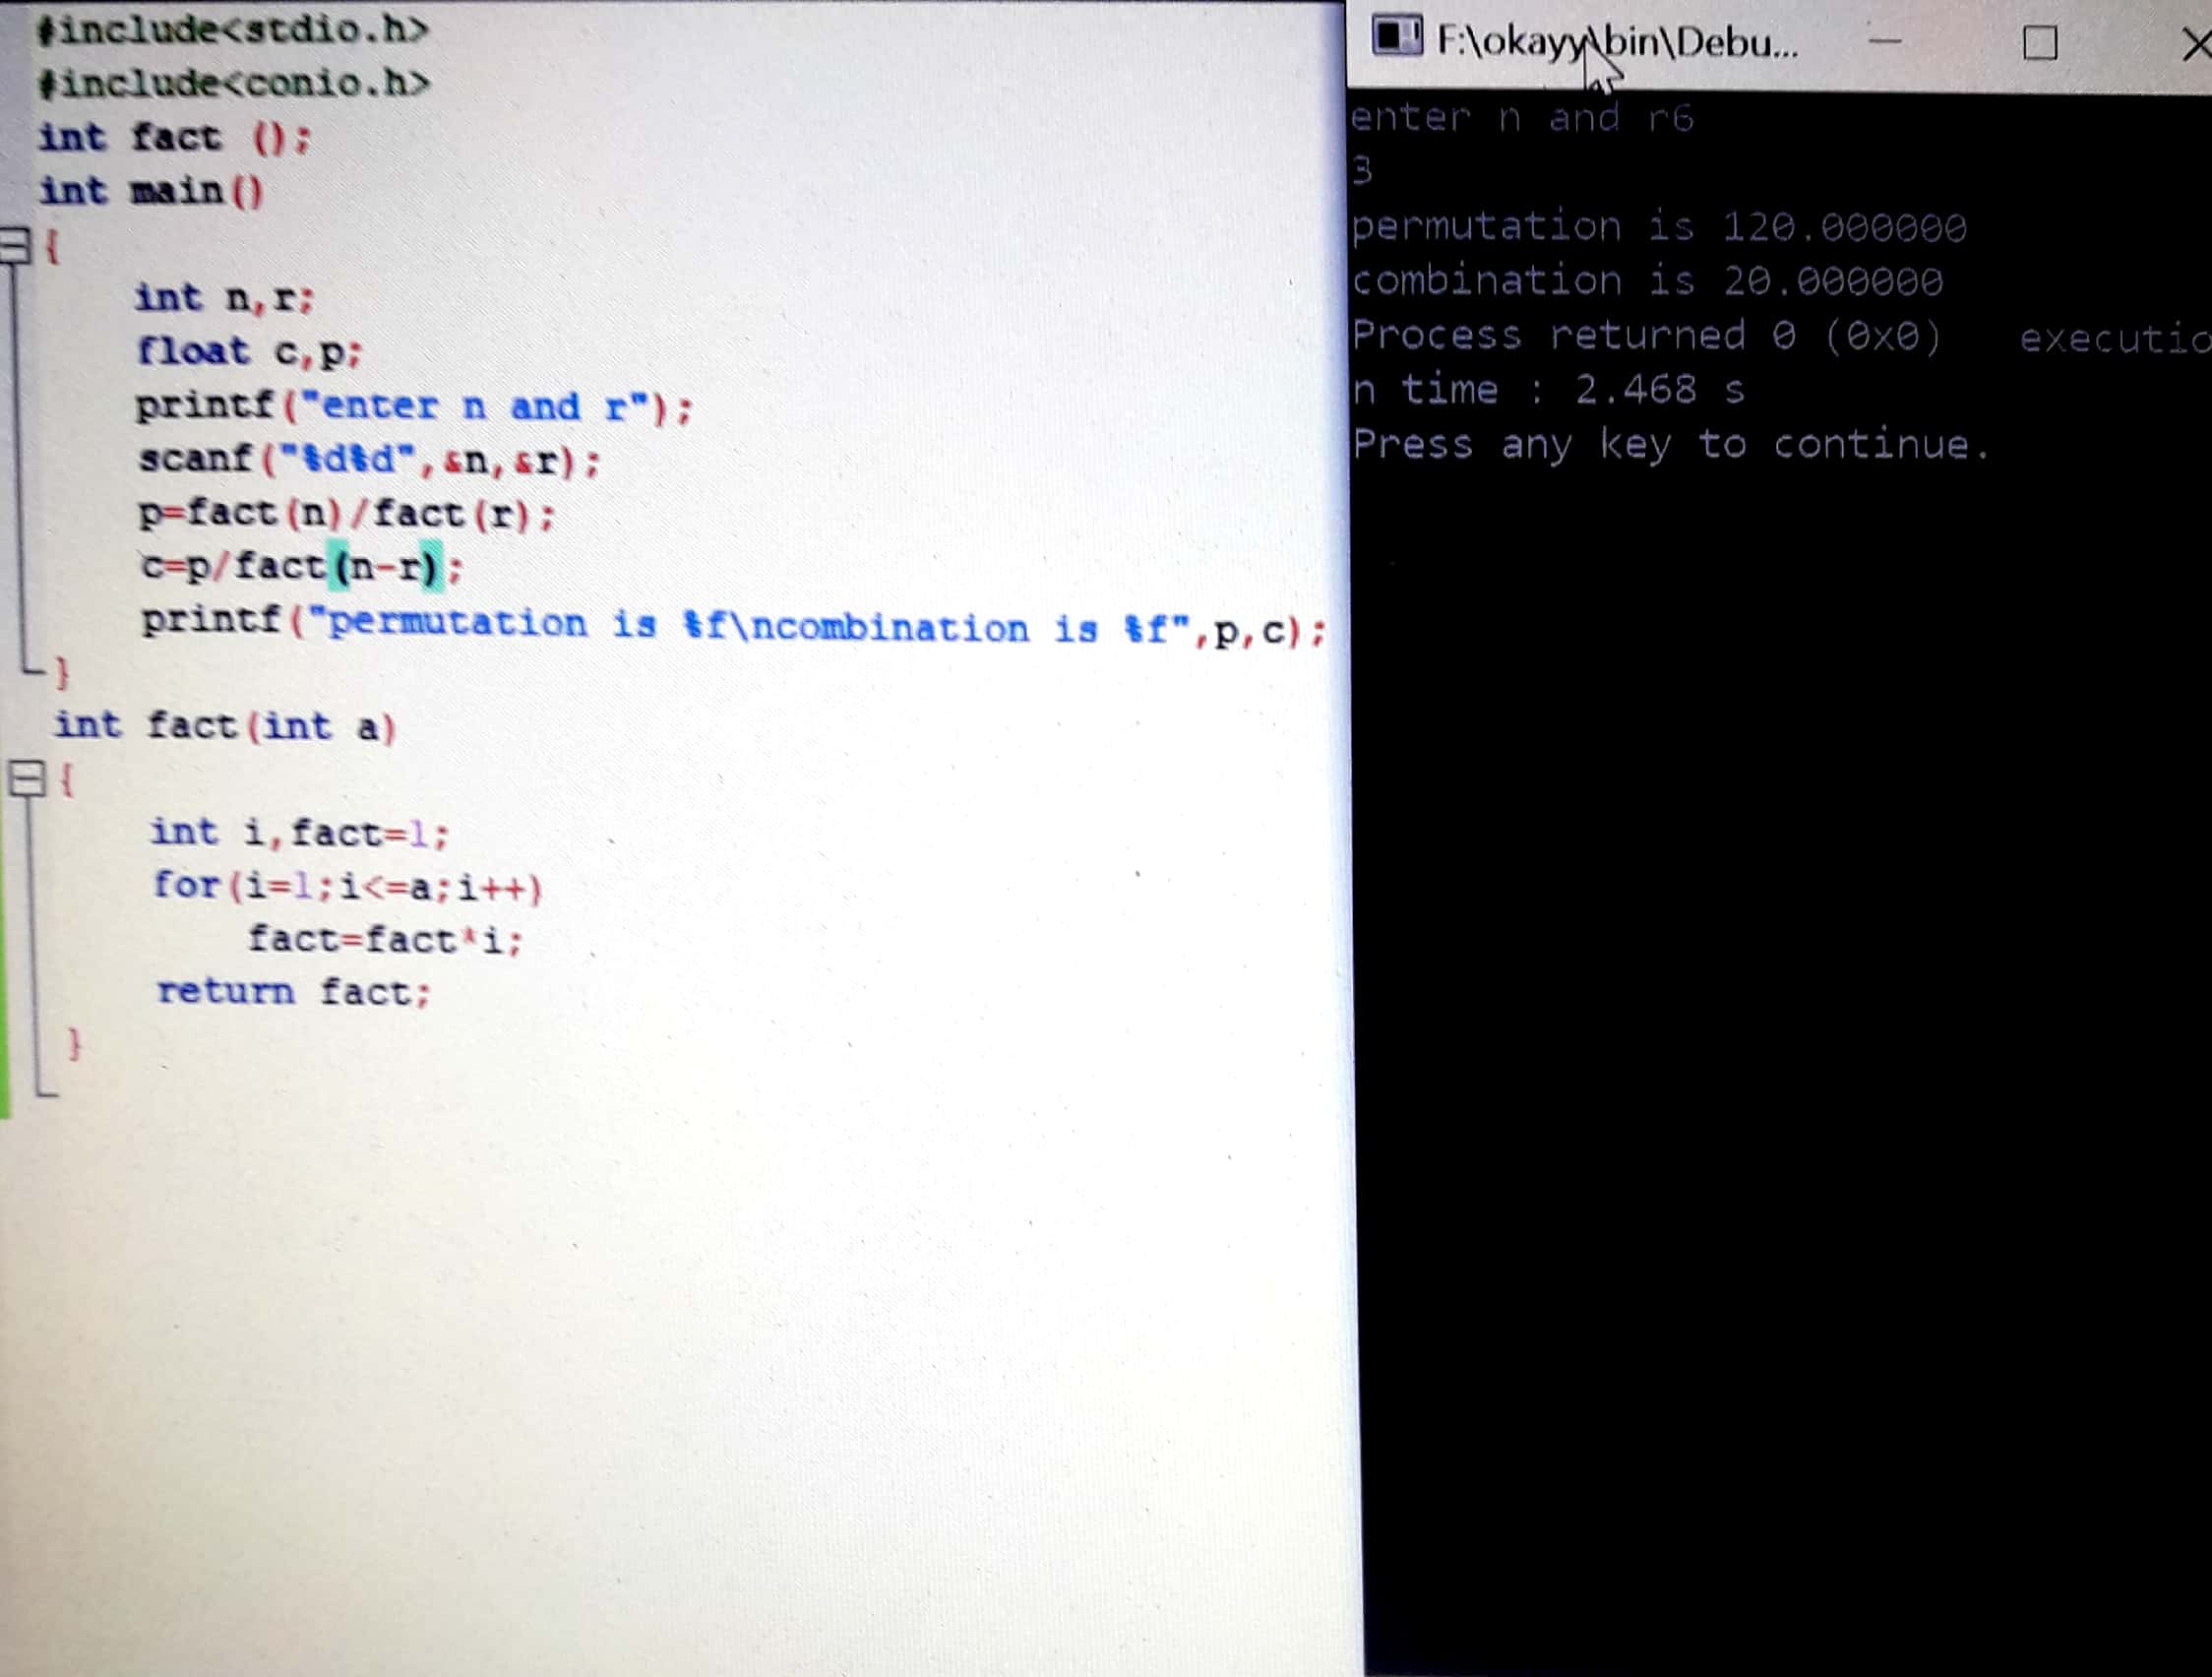 #include<stdio.h>
#include<conio.h>
int fact ();
int main()
{
int n,r;
float c,p;
printf("enter n and r");
scanf("%d%d",&n,&r);
p=fact(n)/fact(r);
c=p/fact(n-r);
printf("permutation is %f\ncombination is %f",p,c);
}
int fact(int a)
{
int i,fact=1;
for(i=1;i<=a;i++)
fact=fact*i;
return fact;
}
F:\okayy\bin\Debu...
enter n and r6
3
permutation is 120.000000
combination is 20.000000
Process returned 0 (0x0)   executio
n time : 2.468 s
Press any key to continue.